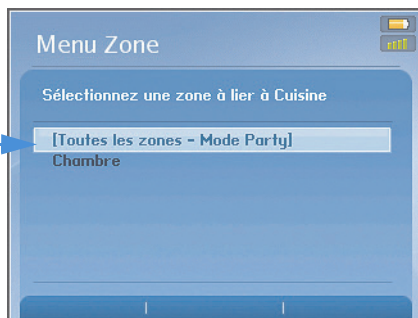 Menu Zone
Sélectionnez une zone à lier à Cuisine
[Toutes les zones - Mode Party]
Chambre